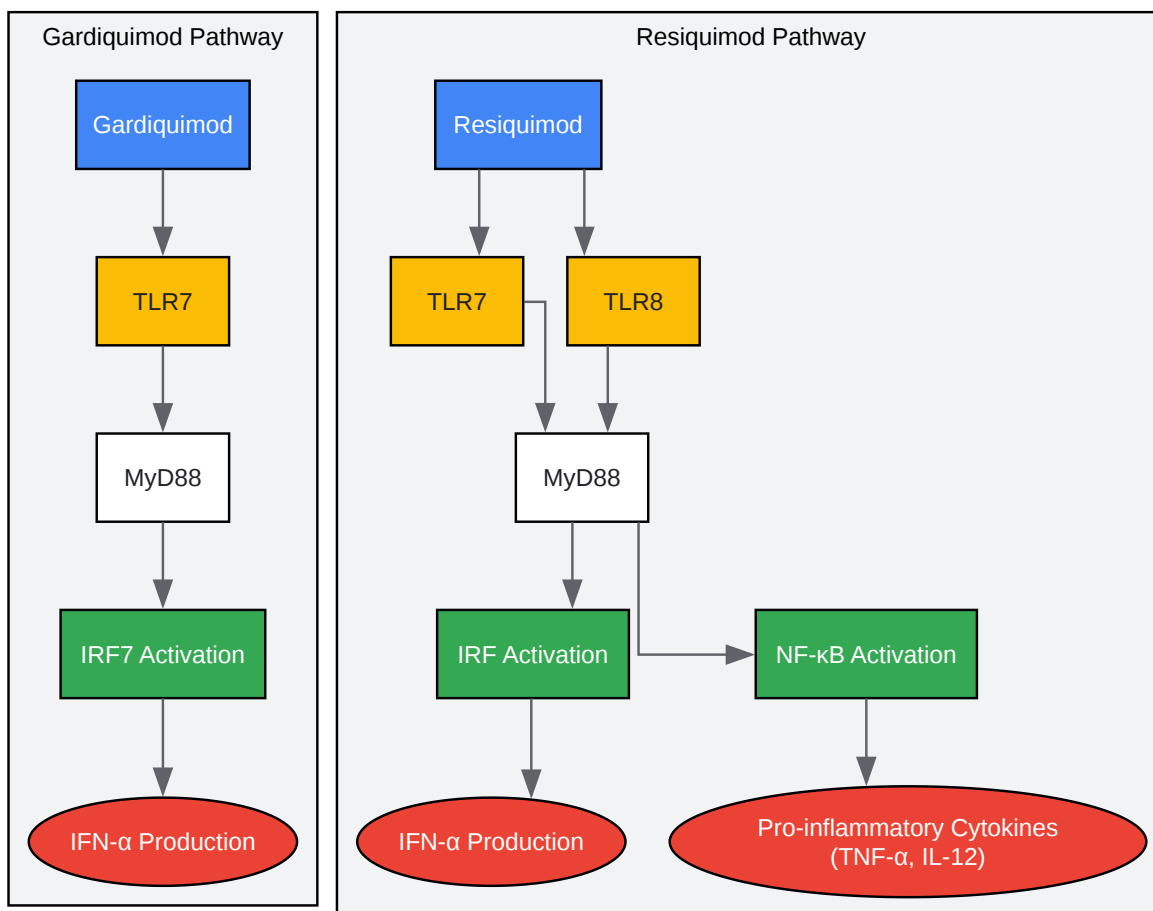 Gardiquimod Pathway
Gardiquimod
TLR7
MyD88
IRF7 Activation
IFN-α Production
Resiquimod Pathway
Resiquimod
TLR7
TLR8
MyD88
IRF Activation
NF-κB Activation
IFN-α Production
Pro-inflammatory Cytokines
(TNF-α, IL-12)